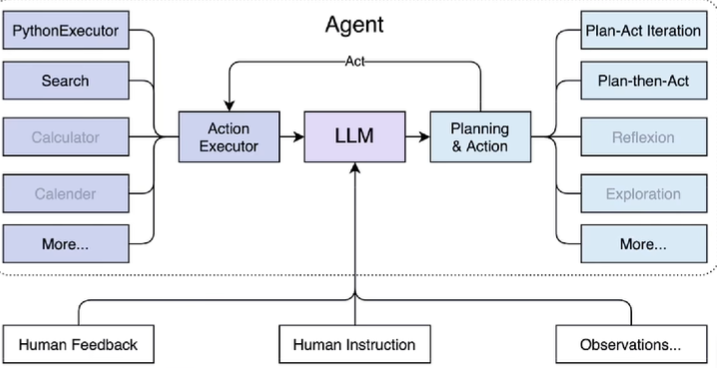 Agent
PythonExecutor
Search
Calculator
Calender
More...
Act
Action
Executor
LLM
Planning
& Action
Plan-Act Iteration
Plan-then-Act
Reflexion
Exploration
More...
Human Feedback
Human Instruction
Observations...